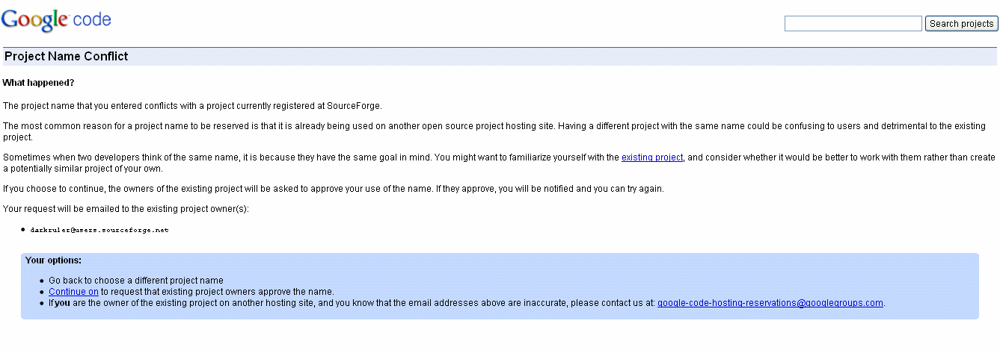 Google code
Search projects
Project Name Conflict
What happened?
The project name that you entered conflicts with a project currently registered at SourceForge.
The most common reason for a project name to be reserved is that it is already being used on another open source project hosting site. Having a different project with the same name could be confusing to users and detrimental to the existing
project.
Sometimes when two developers think of the same name, it is because they have the same goal in mind. You might want to familiarize yourself with the existing project, and consider whether it would be better to work with them rather than create
a potentially similar project of your own.
If you choose to continue, the owners of the existing project will be asked to approve your use of the name. If they approve, you will be notified and you can try again.
Your request will be emailed to the existing project owner(s):
• darkruler@users.sourceforge.net
Your options:
• Go back to choose a different project name
• Continue on to request that existing project owners approve the name.
• If you are the owner of the existing project on another hosting site, and you know that the email addresses above are inaccurate, please contact us at: google-code-hosting-reservations@googlegroups.com.